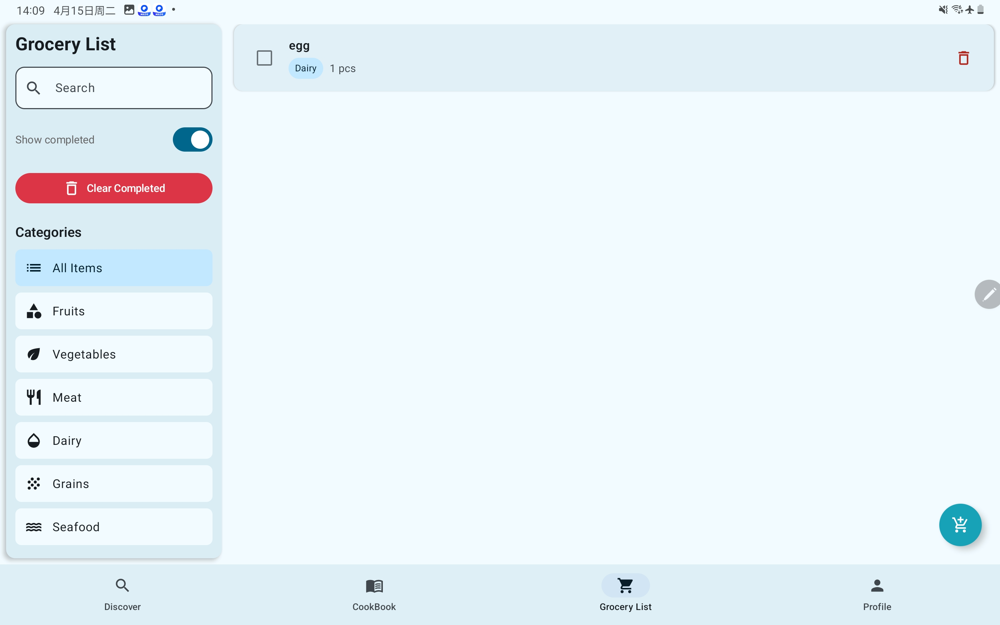 14:09 4月15日周二
Grocery List
Search
Show completed
Clear Completed
Categories
All Items
Fruits
Vegetables
Meat
Dairy
Grains
Seafood
egg
Dairy 1 pcs
Discover
CookBook
Grocery List
Profile